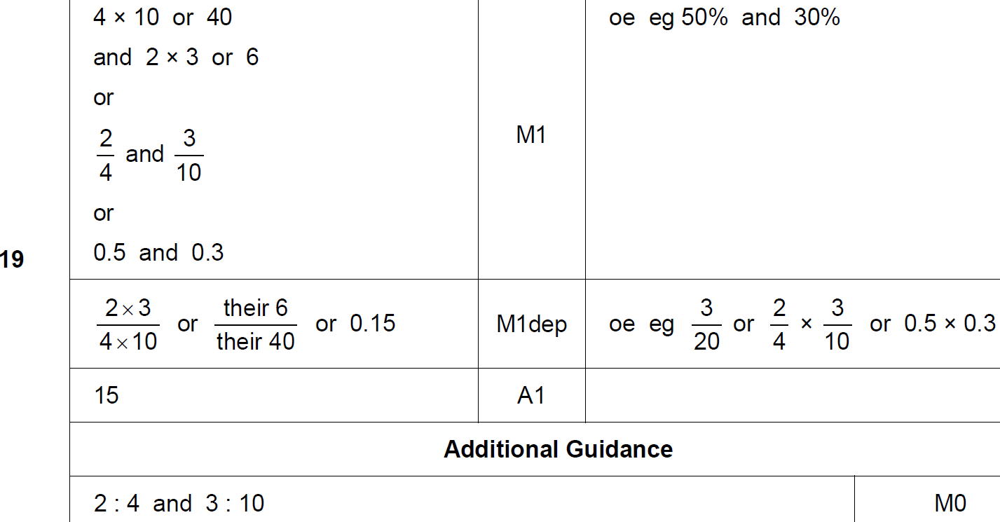 4 × 10 or 40
and 2 × 3 or 6
or
2/4 and 3/10
or
0.5 and 0.3
M1
oe eg 50% and 30%
19
2×3/4×10 or their 6/their 40 or 0.15
M1dep
oe eg 3/20 or 2/4 × 3/10 or 0.5 × 0.3
15
A1
Additional Guidance
2 : 4 and 3 : 10
M0